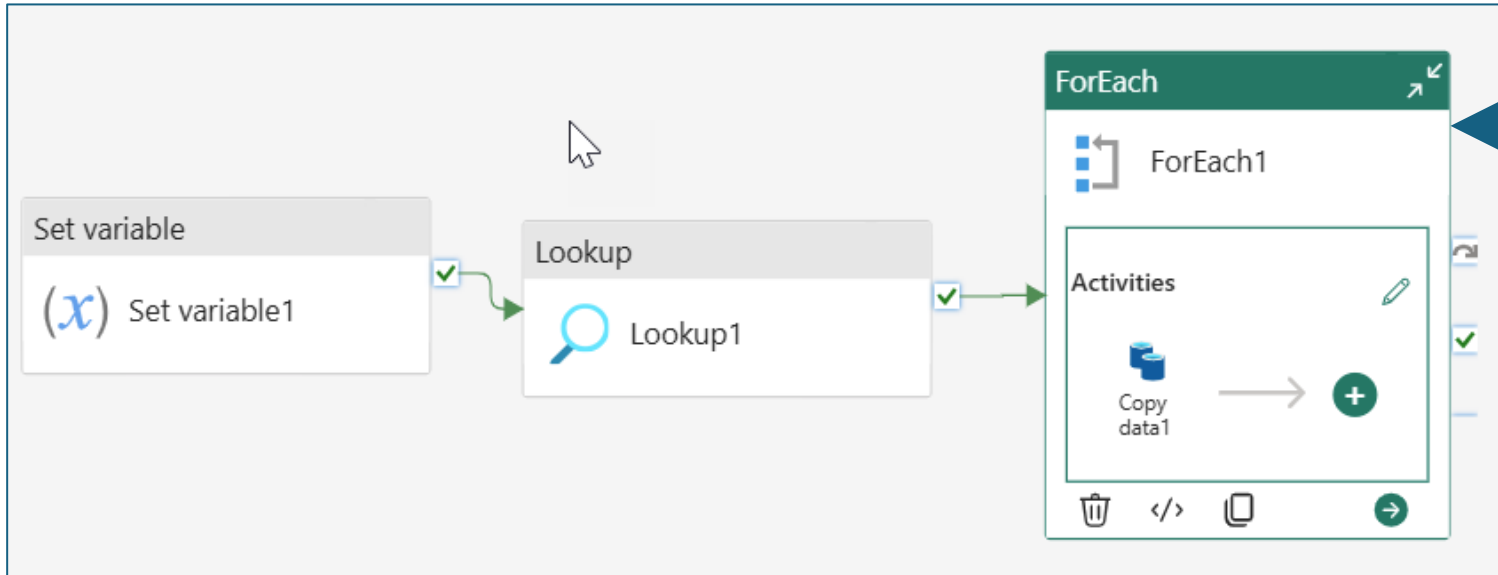 Set variable
(x) Set variable1
Lookup
Lookup1
ForEach
ForEach1
Activities
Copy
data1
</>